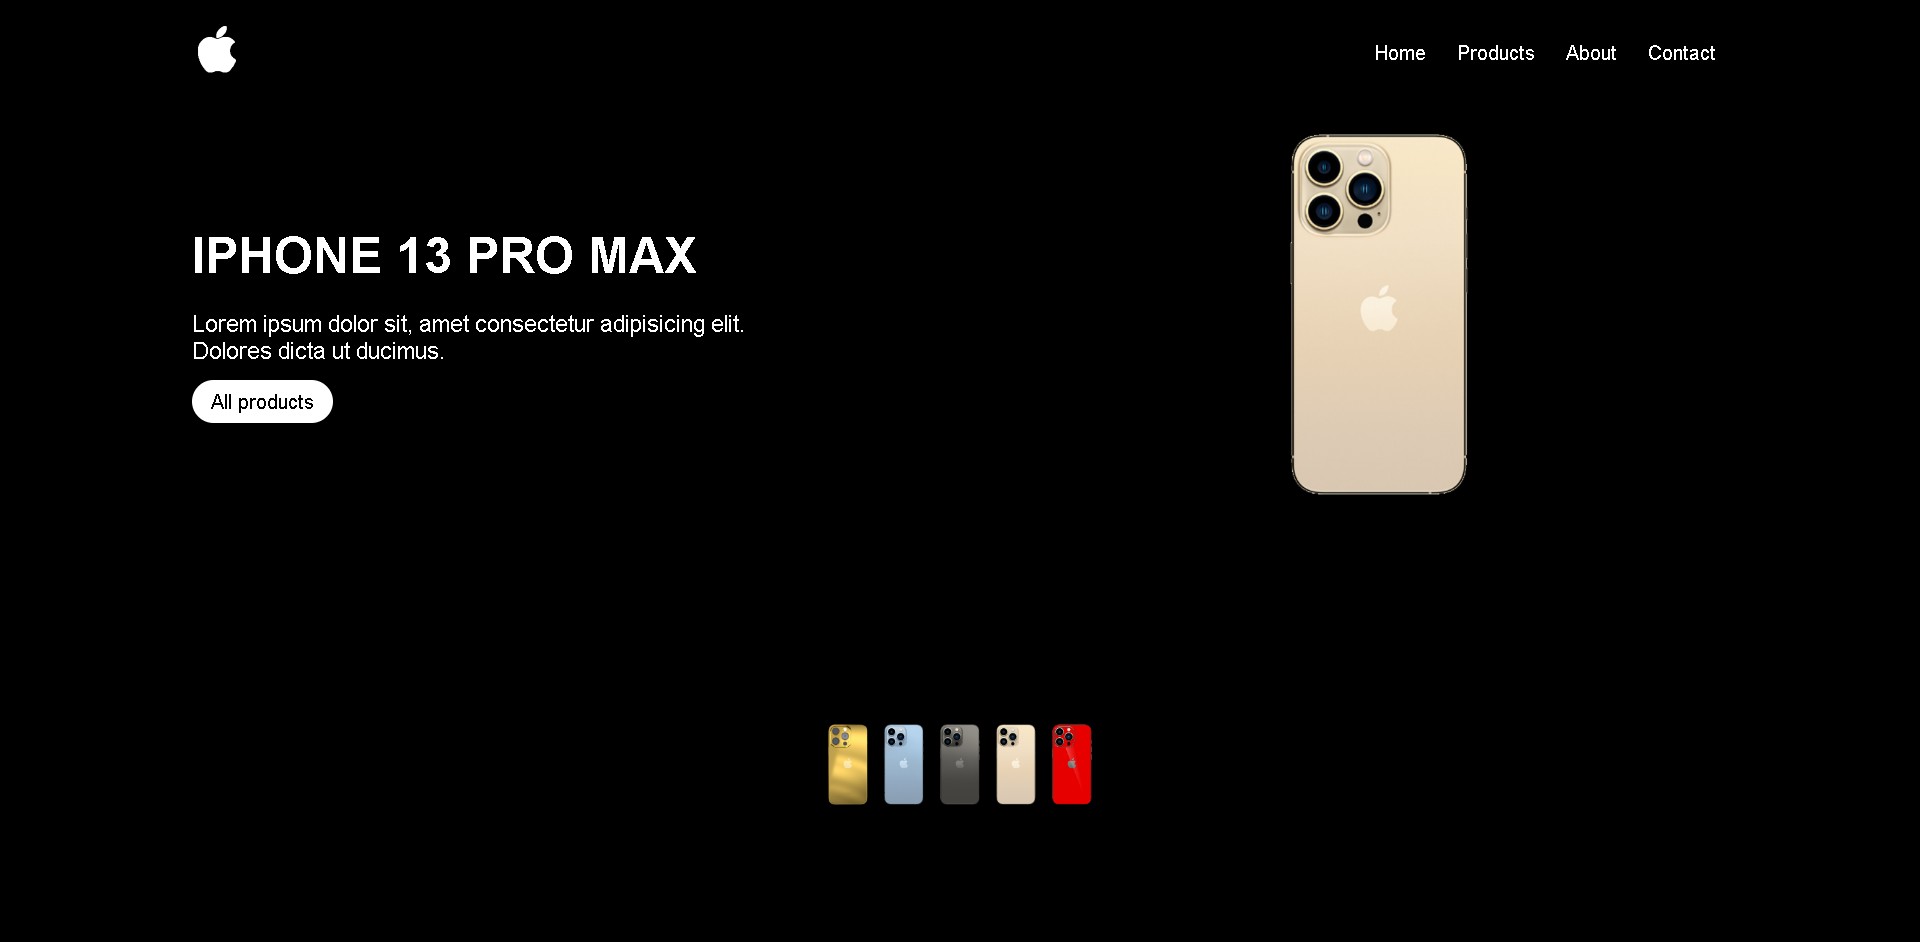 Home Products About Contact
IPHONE 13 PRO MAX
Lorem ipsum dolor sit, amet consectetur adipisicing elit.
Dolores dicta ut ducimus.
All products